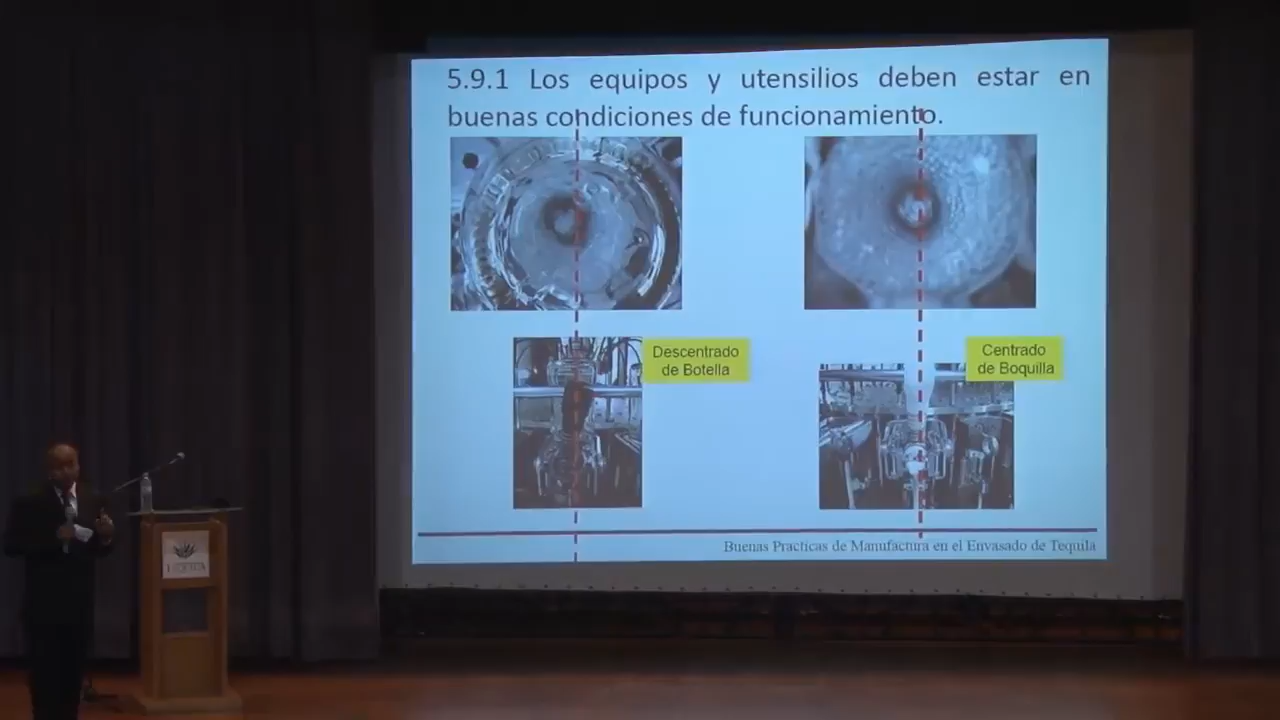 5.9.1 Los equipos y utensilios deben estar en
buenas condiciones de funcionamiento.
Descentrado
de Botella
Centrado
de Boquilla
Buenas Practicas de Manufactura en el Envasado de Tequila